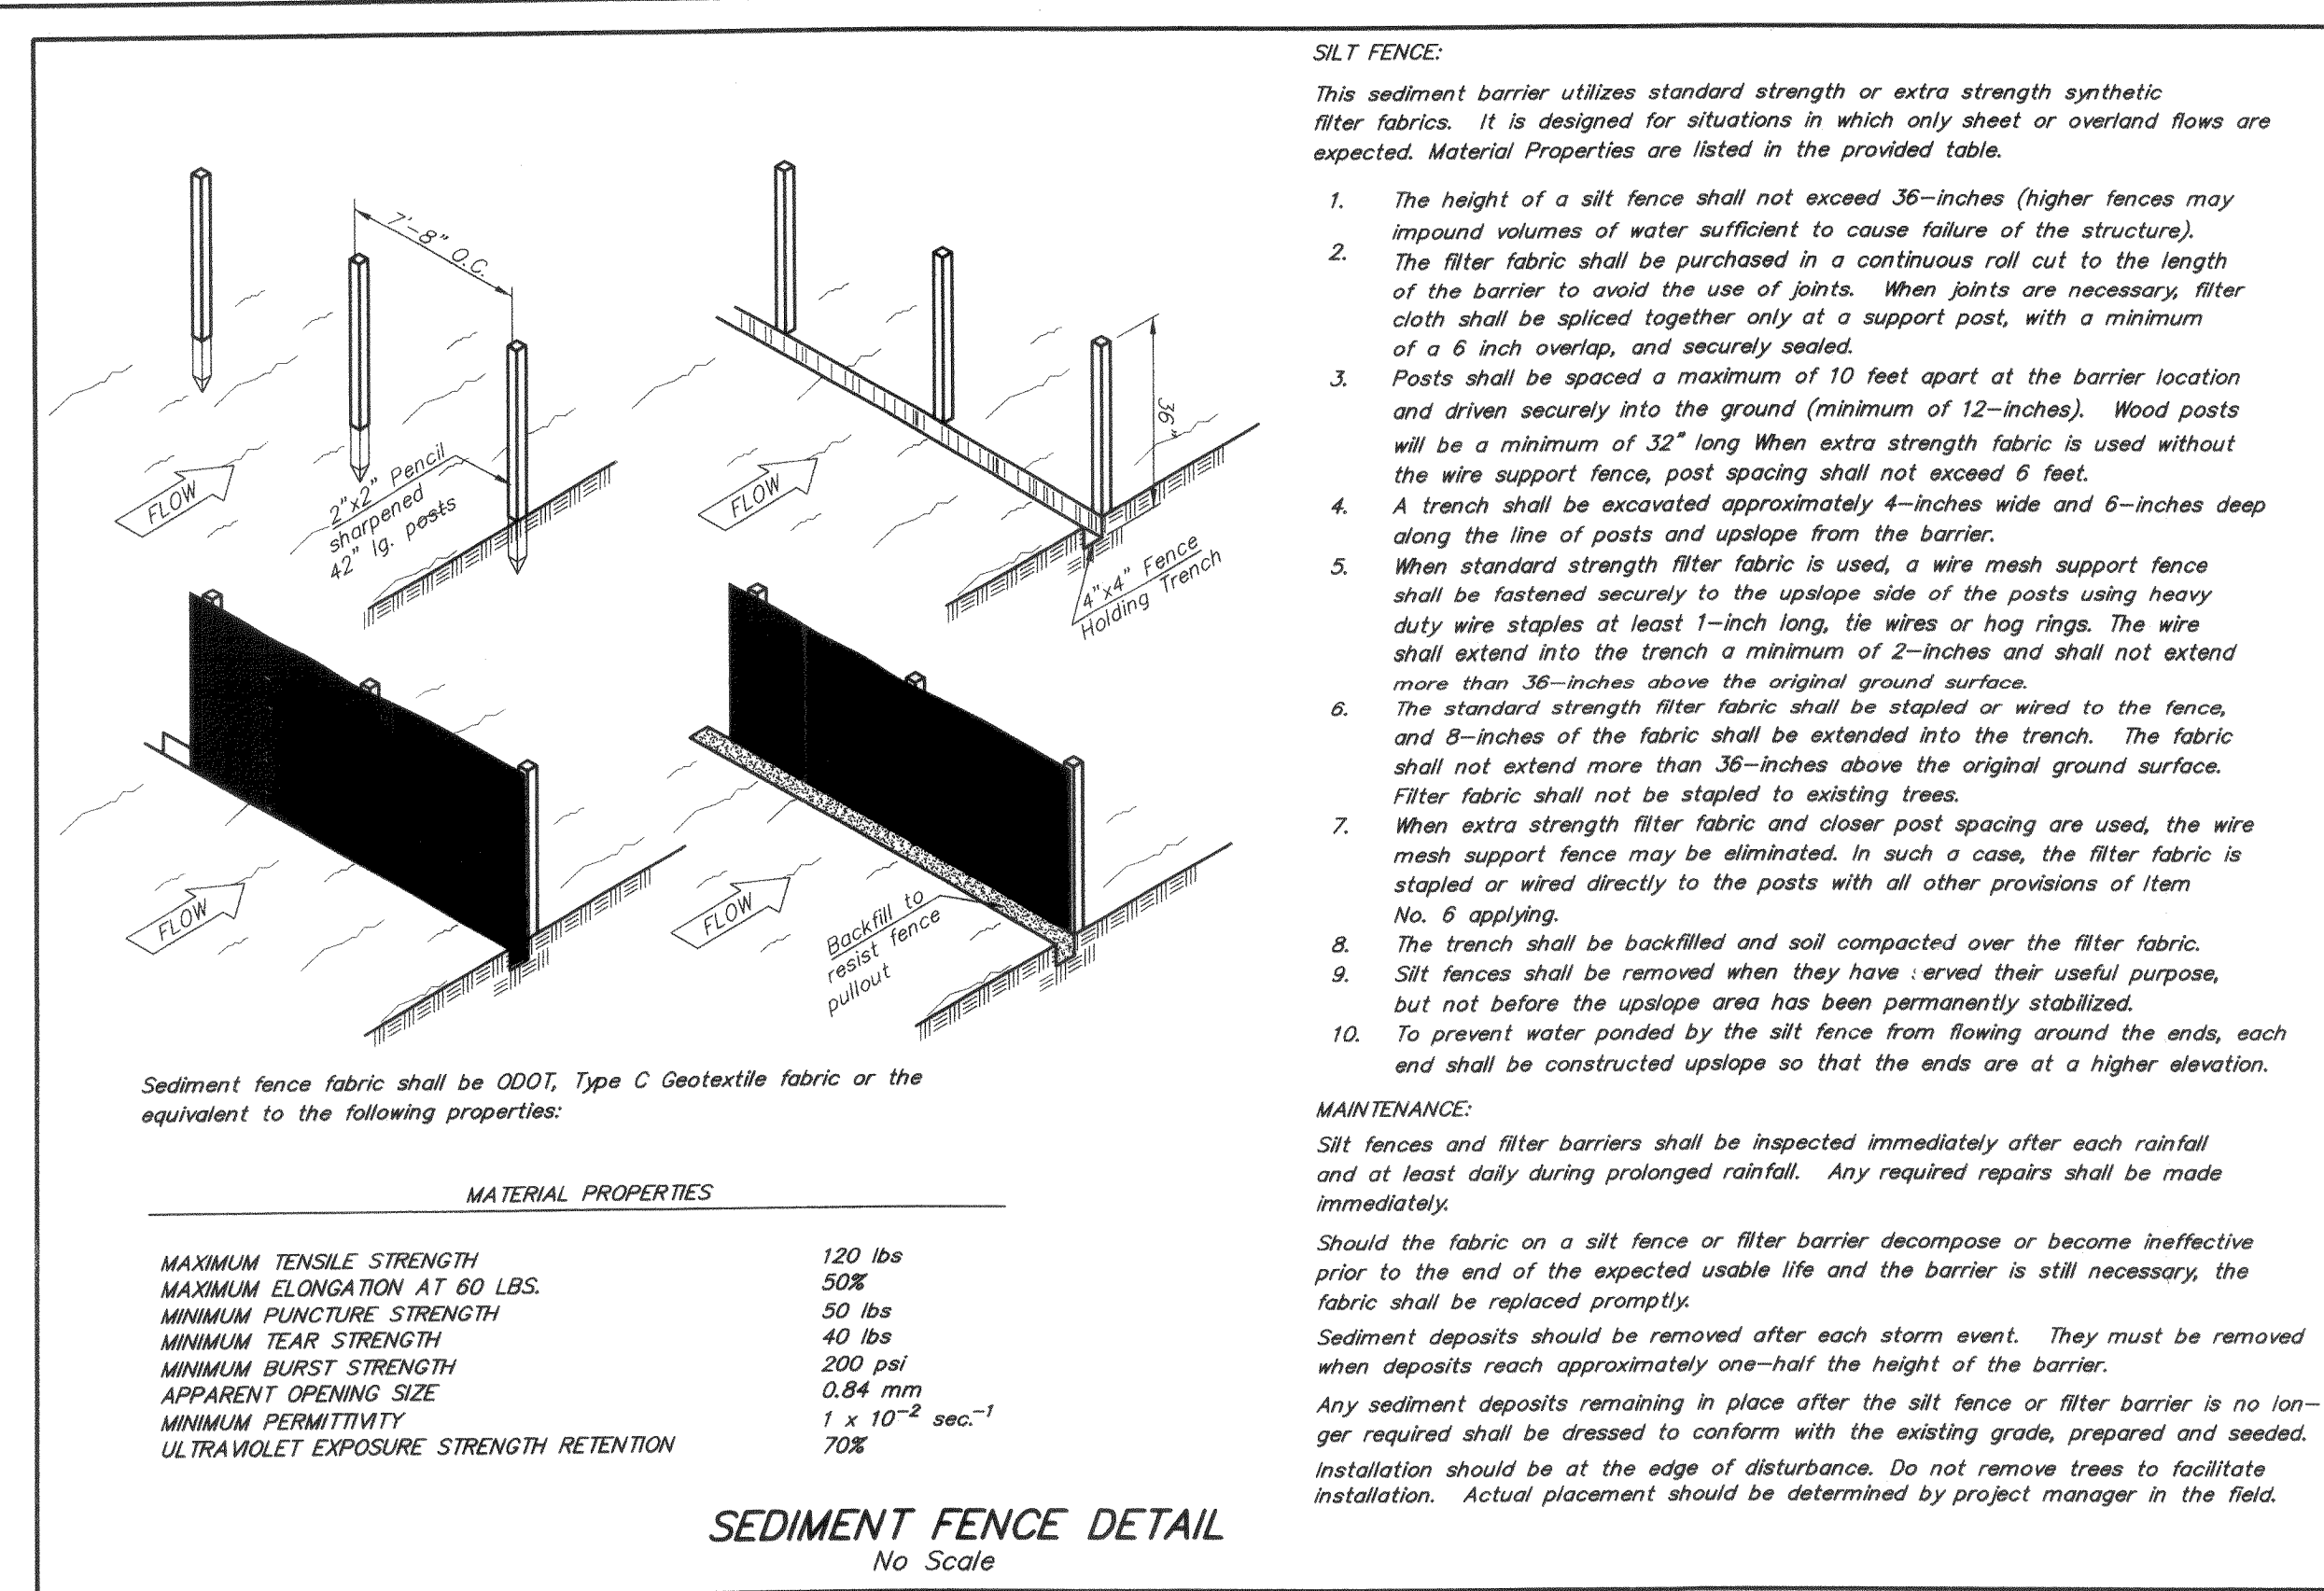 7'-8" O.C.
FLOW
2"x2" Pencil
sharpened
42" lg. posts
36"
FLOW
4"x4" Fence
Holding Trench
FLOW
FLOW
Backfill to
resist fence
pullout
Sediment fence fabric shall be ODOT, Type C Geotextile fabric or the
equivalent to the following properties:
MATERIAL PROPERTIES
MAXIMUM TENSILE STRENGTH 120 lbs
MAXIMUM ELONGATION AT 60 LBS. 50%
MINIMUM PUNCTURE STRENGTH 50 lbs
MINIMUM TEAR STRENGTH 40 lbs
MINIMUM BURST STRENGTH 200 psi
APPARENT OPENING SIZE 0.84 mm
MINIMUM PERMITTIVITY 1 x 10⁻² sec.⁻¹
ULTRAVIOLET EXPOSURE STRENGTH RETENTION 70%
SEDIMENT FENCE DETAIL
No Scale
SILT FENCE:
This sediment barrier utilizes standard strength or extra strength synthetic
filter fabrics. It is designed for situations in which only sheet or overland flows are
expected. Material Properties are listed in the provided table.
1. The height of a silt fence shall not exceed 36-inches (higher fences may
impound volumes of water sufficient to cause failure of the structure).
2. The filter fabric shall be purchased in a continuous roll cut to the length
of the barrier to avoid the use of joints. When joints are necessary, filter
cloth shall be spliced together only at a support post, with a minimum
of a 6 inch overlap, and securely sealed.
3. Posts shall be spaced a maximum of 10 feet apart at the barrier location
and driven securely into the ground (minimum of 12-inches). Wood posts
will be a minimum of 32" long When extra strength fabric is used without
the wire support fence, post spacing shall not exceed 6 feet.
4. A trench shall be excavated approximately 4-inches wide and 6-inches deep
along the line of posts and upslope from the barrier.
5. When standard strength filter fabric is used, a wire mesh support fence
shall be fastened securely to the upslope side of the posts using heavy
duty wire staples at least 1-inch long, tie wires or hog rings. The wire
shall extend into the trench a minimum of 2-inches and shall not extend
more than 36-inches above the original ground surface.
6. The standard strength filter fabric shall be stapled or wired to the fence,
and 8-inches of the fabric shall be extended into the trench. The fabric
shall not extend more than 36-inches above the original ground surface.
Filter fabric shall not be stapled to existing trees.
7. When extra strength filter fabric and closer post spacing are used, the wire
mesh support fence may be eliminated. In such a case, the filter fabric is
stapled or wired directly to the posts with all other provisions of Item
No. 6 applying.
8. The trench shall be backfilled and soil compacted over the filter fabric.
9. Silt fences shall be removed when they have served their useful purpose,
but not before the upslope area has been permanently stabilized.
10. To prevent water ponded by the silt fence from flowing around the ends, each
end shall be constructed upslope so that the ends are at a higher elevation.
MAINTENANCE:
Silt fences and filter barriers shall be inspected immediately after each rainfall
and at least daily during prolonged rainfall. Any required repairs shall be made
immediately.
Should the fabric on a silt fence or filter barrier decompose or become ineffective
prior to the end of the expected usable life and the barrier is still necessary, the
fabric shall be replaced promptly.
Sediment deposits should be removed after each storm event. They must be removed
when deposits reach approximately one-half the height of the barrier.
Any sediment deposits remaining in place after the silt fence or filter barrier is no lon-
ger required shall be dressed to conform with the existing grade, prepared and seeded.
Installation should be at the edge of disturbance. Do not remove trees to facilitate
installation. Actual placement should be determined by project manager in the field.